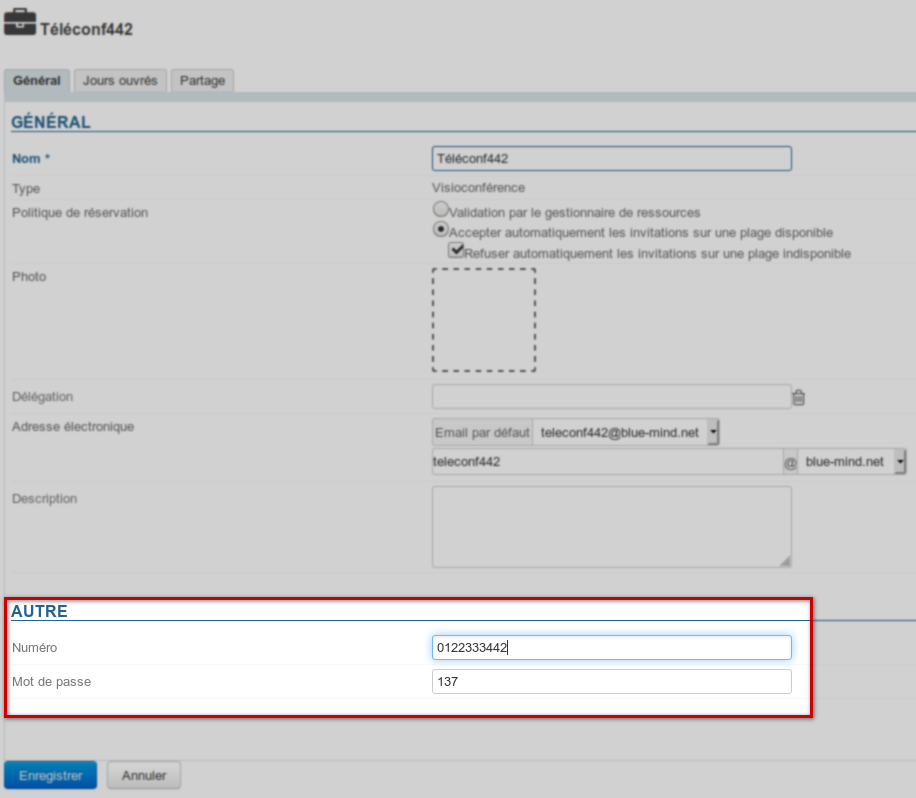 Téléconf442
Général Jours ouvrés Partage
GÉNÉRAL
Nom * Téléconf442
Type Visioconférence
Politique de réservation Validation par le gestionnaire de ressources
Accepter automatiquement les invitations sur une plage disponible
Refuser automatiquement les invitations sur une plage indisponible
Photo
Délégation
Adresse électronique Email par défaut teleconf442@blue-mind.net
teleconf442 @ blue-mind.net
Description
AUTRE
Numéro 0122333442
Mot de passe 137
Enregistrer Annuler